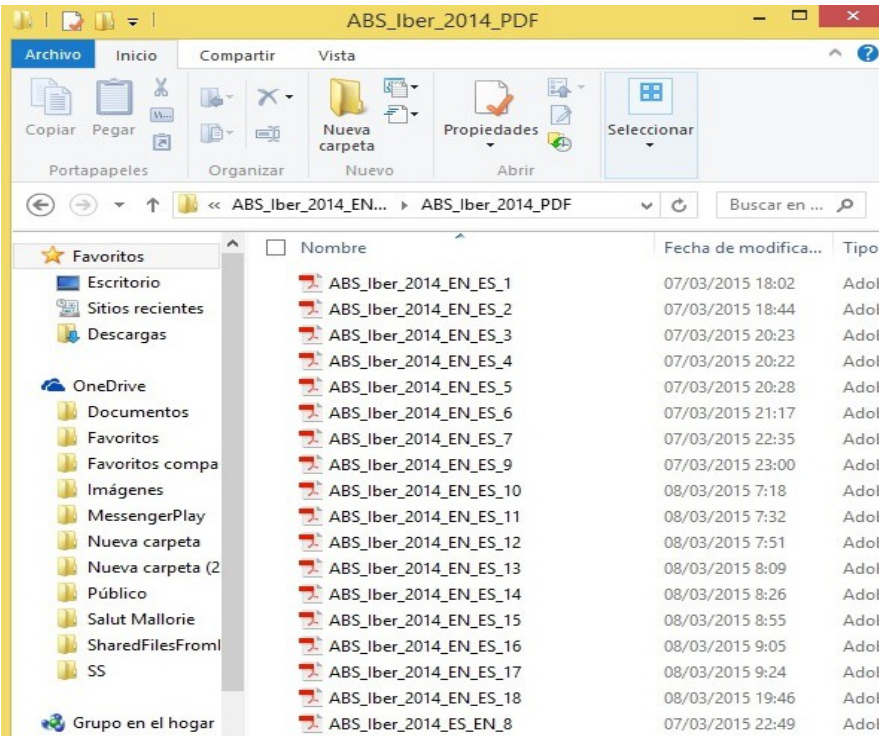 ABS_Iber_2014_PDF
Archivo Inicio Compartir Vista
Copiar Pegar Nueva carpeta Propiedades Seleccionar
Portapapeles Organizar Nuevo Abrir
« ABS_Iber_2014_EN... ABS_Iber_2014_PDF Buscar en ...
Nombre Fecha de modifica... Tipo
Favoritos
Escritorio
Sitios recientes
Descargas
OneDrive
Documentos
Favoritos
Favoritos compa
Imágenes
MessengerPlay
Nueva carpeta
Nueva carpeta (2
Público
Salut Mallorie
SharedFilesFromI
SS
Grupo en el hogar
ABS_Iber_2014_EN_ES_1 07/03/2015 18:02 Adol
ABS_Iber_2014_EN_ES_2 07/03/2015 18:44 Adol
ABS_Iber_2014_EN_ES_3 07/03/2015 20:23 Adol
ABS_Iber_2014_EN_ES_4 07/03/2015 20:22 Adol
ABS_Iber_2014_EN_ES_5 07/03/2015 20:28 Adol
ABS_Iber_2014_EN_ES_6 07/03/2015 21:17 Adol
ABS_Iber_2014_EN_ES_7 07/03/2015 22:35 Adol
ABS_Iber_2014_EN_ES_9 07/03/2015 23:00 Adol
ABS_Iber_2014_EN_ES_10 08/03/2015 7:18 Adol
ABS_Iber_2014_EN_ES_11 08/03/2015 7:32 Adol
ABS_Iber_2014_EN_ES_12 08/03/2015 7:51 Adol
ABS_Iber_2014_EN_ES_13 08/03/2015 8:09 Adol
ABS_Iber_2014_EN_ES_14 08/03/2015 8:26 Adol
ABS_Iber_2014_EN_ES_15 08/03/2015 8:55 Adol
ABS_Iber_2014_EN_ES_16 08/03/2015 9:05 Adol
ABS_Iber_2014_EN_ES_17 08/03/2015 9:24 Adol
ABS_Iber_2014_EN_ES_18 08/03/2015 19:46 Adol
ABS_Iber_2014_ES_EN_8 07/03/2015 22:49 Adol